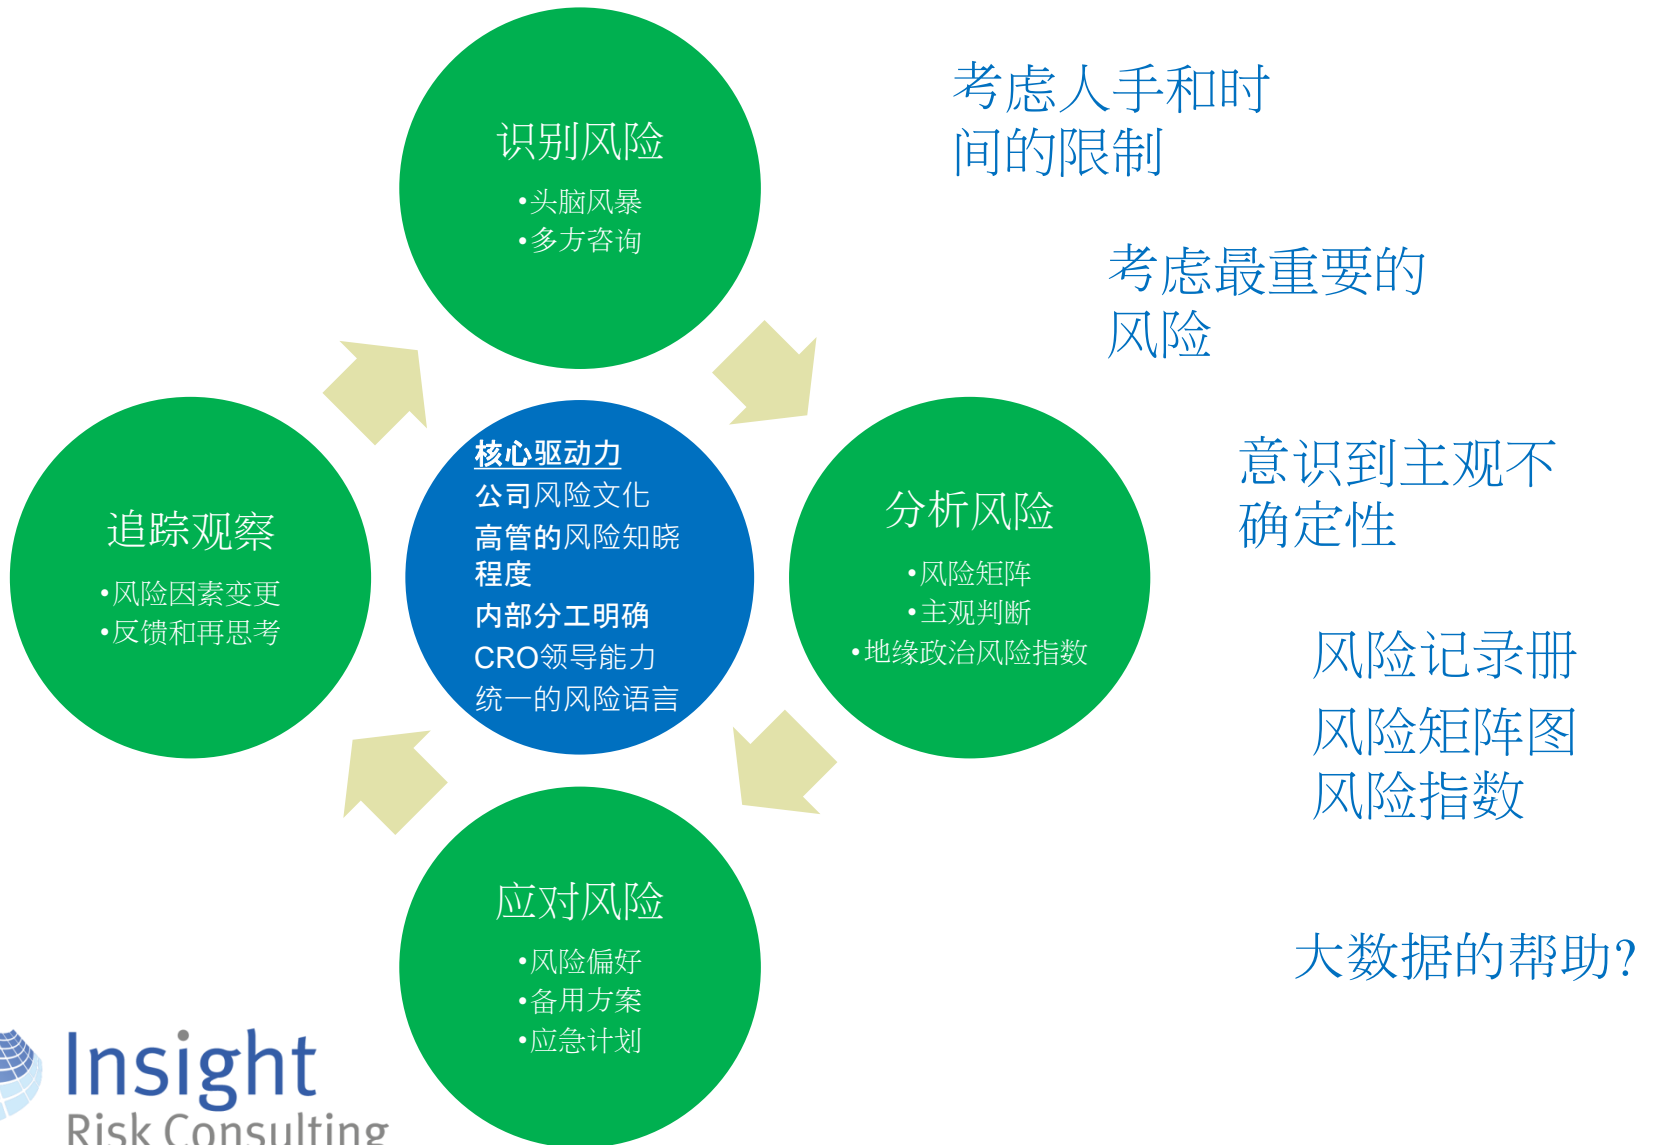 识别风险
•头脑风暴
•多方咨询
分析风险
•风险矩阵
•主观判断
•地缘政治风险指数
应对风险
•风险偏好
•备用方案
•应急计划
追踪观察
•风险因素变更
•反馈和再思考
核心驱动力
公司风险文化
高管的风险知晓
程度
内部分工明确
CRO领导能力
统一的风险语言
考虑人手和时
间的限制
考虑最重要的
风险
意识到主观不
确定性
风险记录册
风险矩阵图
风险指数
大数据的帮助?
Insight
Risk Consulting